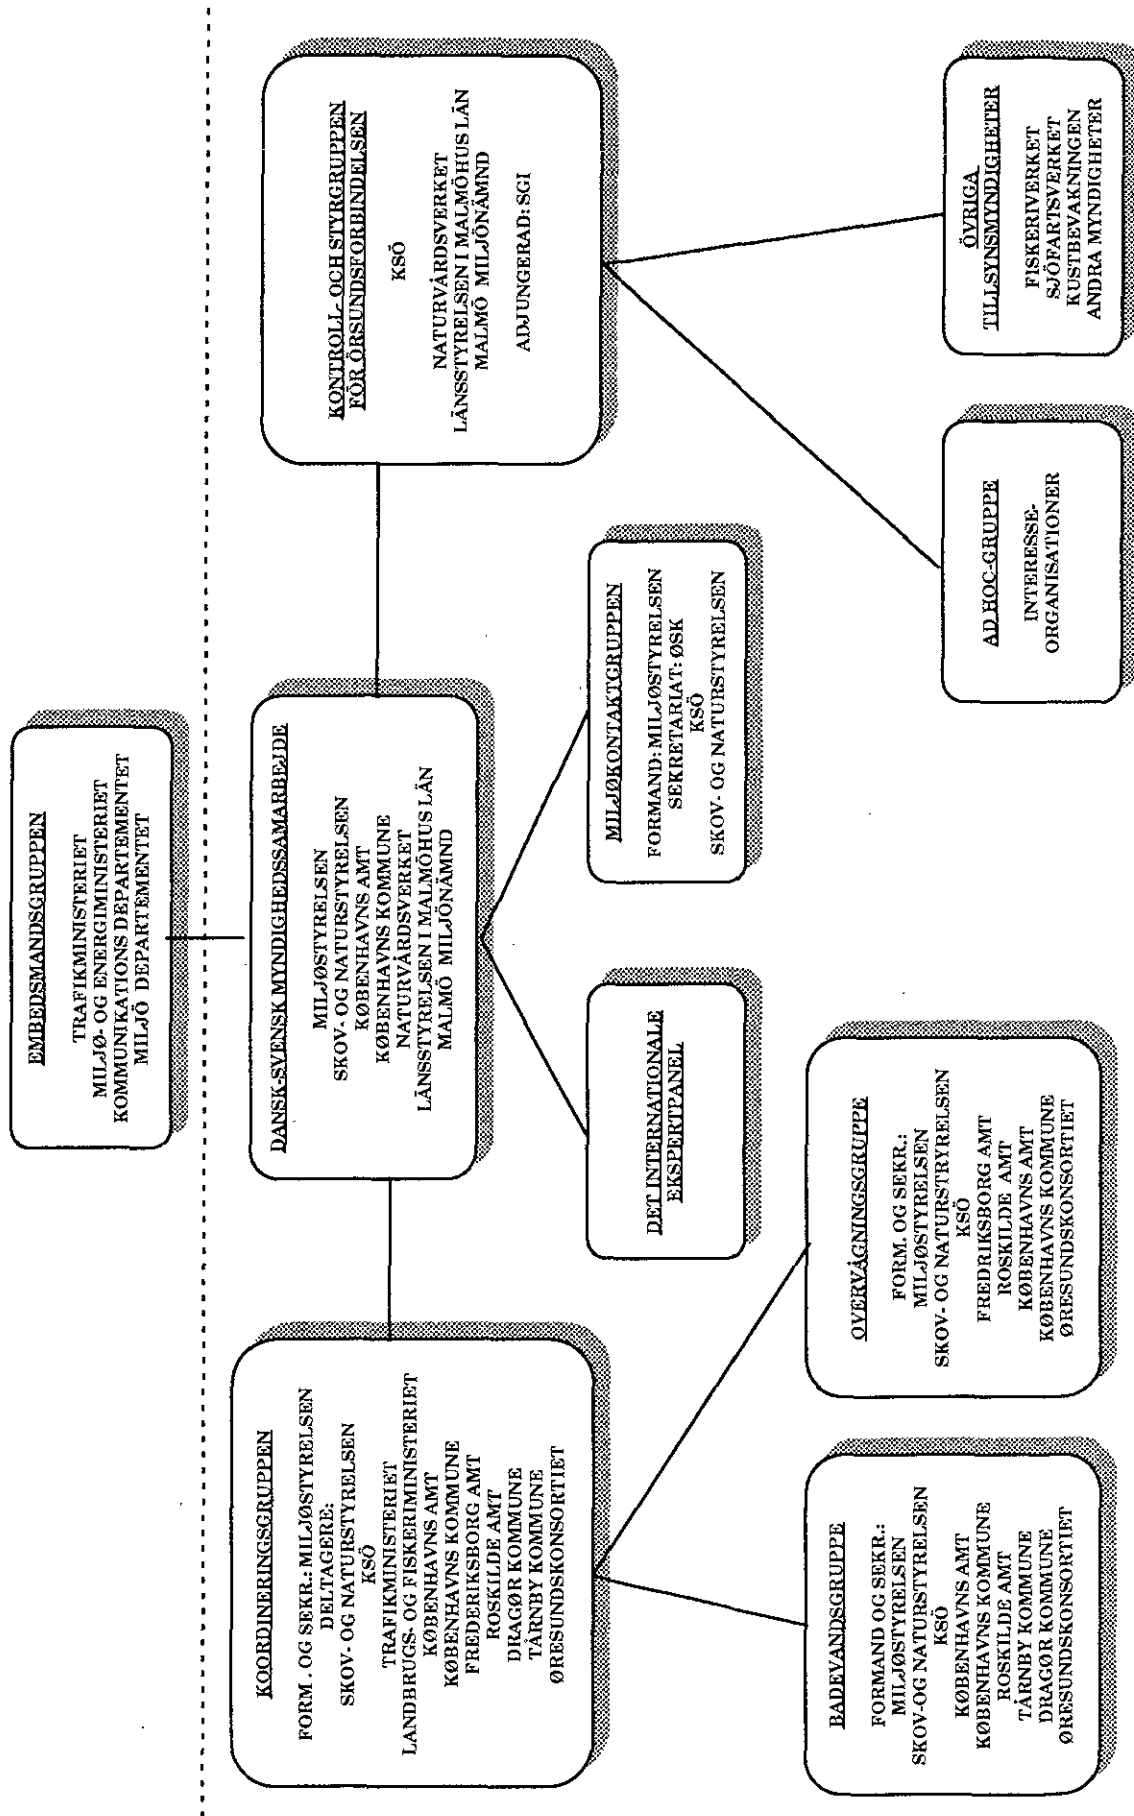 EMBEDSMANDSGRUPPEN
TRAFIKMINISTERIET
MILJØ- OG ENERGIMINISTERIET
KOMMUNIKATIONS DEPARTEMENTET
MILJÖ DEPARTEMENTET
KOORDINERINGSGRUPPEN
FORM . OG SEKR.: MILJØSTYRELSEN
DELTAGERE:
SKOV- OG NATURSTYRELSEN
KSÖ
TRAFIKMINISTERIET
LANDBRUGS- OG FISKERIMINISTERIET
KØBENHAVNS AMT
KØBENHAVNS KOMMUNE
FREDERIKSBORG AMT
ROSKILDE AMT
DRAGØR KOMMUNE
TÅRNBY KOMMUNE
ØRESUNDSKONSORTIET
DANSK-SVENSK MYNDIGHEDSSAMARBEJDE
MILJØSTYRELSEN
SKOV- OG NATURSTYRELSEN
KØBENHAVNS AMT
KØBENHAVNS KOMMUNE
NATURVÅRDSVERKET
LÄNSSTYRELSEN I MALMÖHUS LÄN
MALMÖ MILJÖNÄMND
KONTROLL- OCH STYRGRUPPEN
FÖR ÖRSUNDSFORBINDELSEN
KSÖ
NATURVÅRDSVERKET
LÄNSSTYRELSEN I MALMÖHUS LÄN
MALMÖ MILJÖNÄMND
ADJUNGERAD: SGI
DET INTERNATIONALE
EKSPERTPANEL
MILJØKONTAKTGRUPPEN
FORMAND: MILJØSTYRELSEN
SEKRETARIAT: ØSK
KSÖ
SKOV- OG NATURSTYRELSEN
BADEVANDSGRUPPE
FORMAND OG SEKR.:
MILJØSTYRELSEN
SKOV-OG NATURSTYRELSEN
KSÖ
KØBENHAVNS AMT
KØBENHAVNS KOMMUNE
ROSKILDE AMT
TÅRNBY KOMMUNE
DRAGØR KOMMUNE
ØRESUNDSKONSORTIET
OVERVÅGNINGSGRUPPE
FORM. OG SEKR.:
MILJØSTYRELSEN
SKOV- OG NATURSTRYRELSEN
KSÖ
FREDRIKSBORG AMT
ROSKILDE AMT
KØBENHAVNS AMT
KØBENHAVNS KOMMUNE
ØRESUNDSKONSORTIET
AD HOC-GRUPPE
INTERESSE-
ORGANISATIONER
ÖVRIGA
TILLSYNSMYNDIGHETER
FISKERIVERKET
SJÖFARTSVERKET
KUSTBEVAKNINGEN
ANDRA MYNDIGHETER